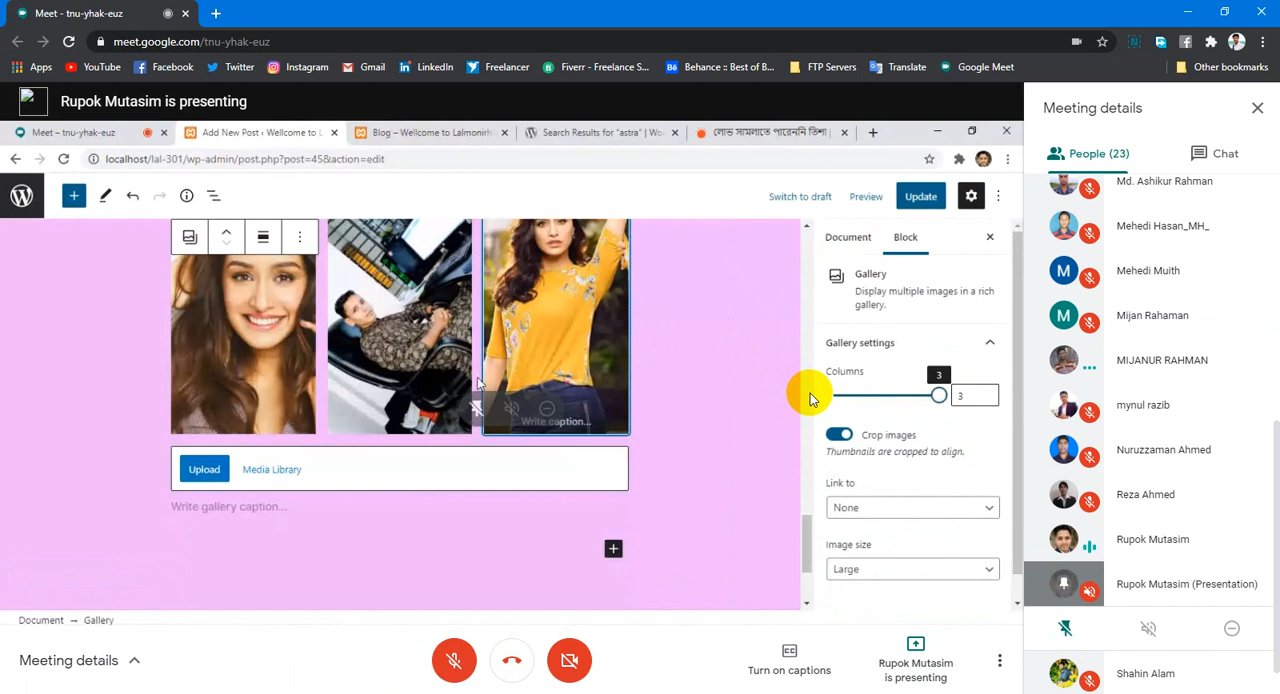 Meet - tnu-yhak-euz
meet.google.com/tnu-yhak-euz
Apps YouTube Facebook Twitter Instagram Gmail LinkedIn Freelancer Fiverr - Freelance S... Behance :: Best of B... FTP Servers Translate Google Meet Other bookmarks
Rupok Mutasim is presenting
Meet – tnu-yhak-euz Add New Post ‹ Welcome to L Blog – Welcome to Lalmonirh Search Results for "astra" | Wo লোভ সামলাতে পারেননি তিশা |
localhost/lal-301/wp-admin/post.php?post=45&action=edit
Switch to draft Preview Update
Document Block
Gallery
Display multiple images in a rich
gallery.
Gallery settings
Columns
3
3
Crop images
Thumbnails are cropped to align.
Link to
None
Image size
Large
Write caption...
Upload Media Library
Write gallery caption...
Document → Gallery
Meeting details
Turn on captions
Rupok Mutasim
is presenting
Meeting details
People (23) Chat
Md. Ashikur Rahman
Mehedi Hasan_MH_
M Mehedi Muith
M Mijan Rahaman
MIJANUR RAHMAN
mynul razib
Nuruzzaman Ahmed
Reza Ahmed
Rupok Mutasim
Rupok Mutasim (Presentation)
Shahin Alam